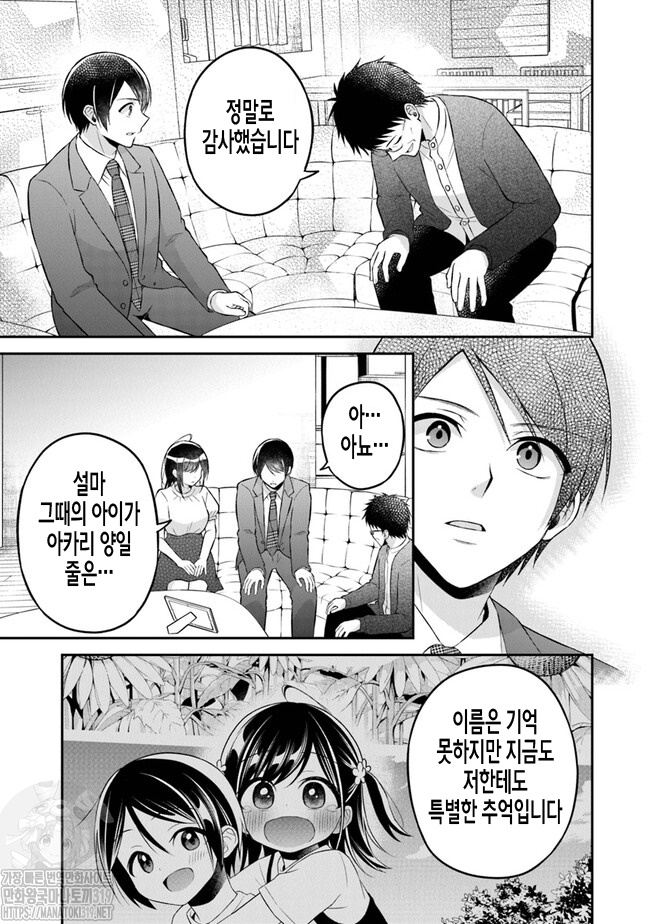 정말로
감사했습니다
아…
아뇨…
설마
그때의 아이가
아카리 양일
줄은…
이름은 기억
못하지만 지금도
저한테도
특별한 추억입니다
가장 빠른 번역만화사이트
만화왕국마나토끼319
HTTPS://MANATOKI319.NET